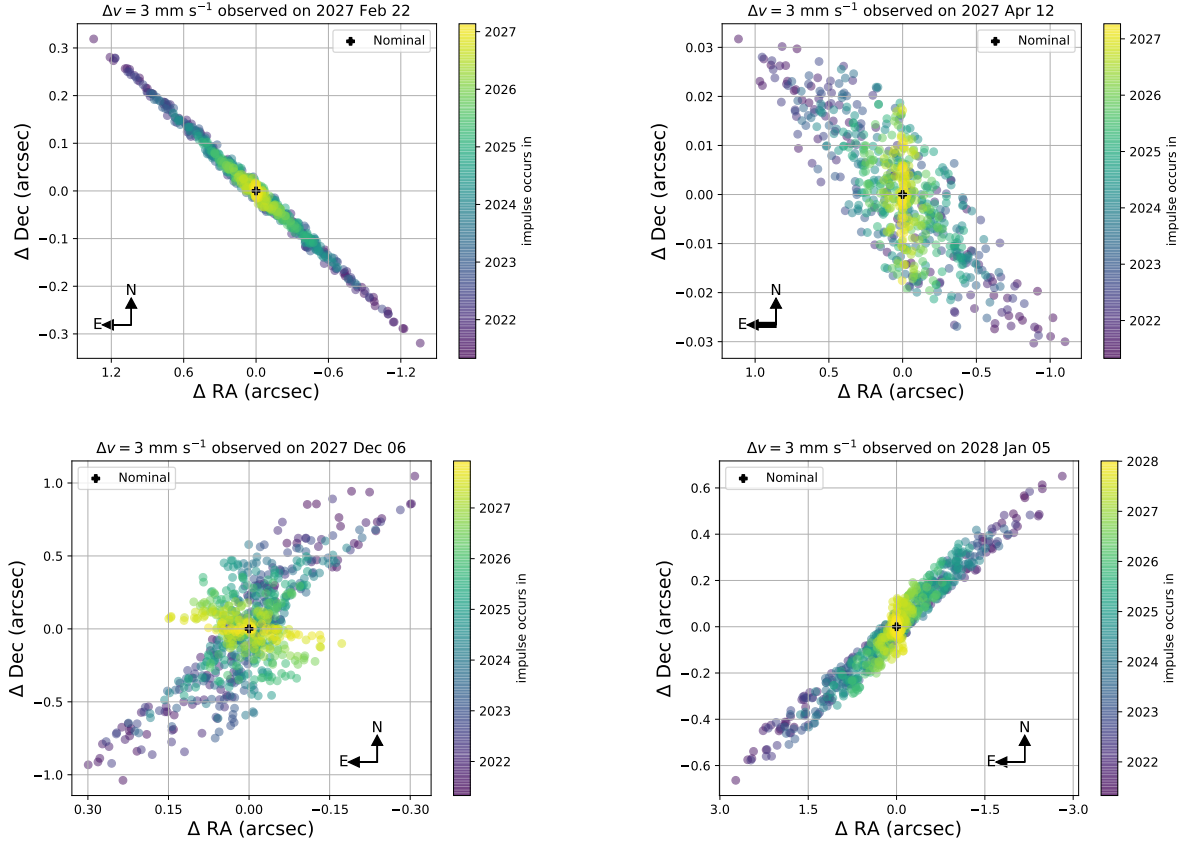 Δv = 3 mm s⁻¹ observed on 2027 Feb 22
Nominal
0.3
0.2
0.1
0.0
−0.1
−0.2
−0.3
Δ Dec (arcsec)
N
E
1.2 0.6 0.0 −0.6 −1.2
Δ RA (arcsec)
2027
2026
2025
2024
2023
2022
impulse occurs in
Δv = 3 mm s⁻¹ observed on 2027 Apr 12
Nominal
0.03
0.02
0.01
0.00
−0.01
−0.02
−0.03
Δ Dec (arcsec)
N
E
1.0 0.5 0.0 −0.5 −1.0
Δ RA (arcsec)
2027
2026
2025
2024
2023
2022
impulse occurs in
Δv = 3 mm s⁻¹ observed on 2027 Dec 06
Nominal
1.0
0.5
0.0
−0.5
−1.0
Δ Dec (arcsec)
N
E
0.30 0.15 0.00 −0.15 −0.30
Δ RA (arcsec)
2027
2026
2025
2024
2023
2022
impulse occurs in
Δv = 3 mm s⁻¹ observed on 2028 Jan 05
Nominal
0.6
0.4
0.2
0.0
−0.2
−0.4
−0.6
Δ Dec (arcsec)
N
E
3.0 1.5 0.0 −1.5 −3.0
Δ RA (arcsec)
2028
2027
2026
2025
2024
2023
2022
impulse occurs in